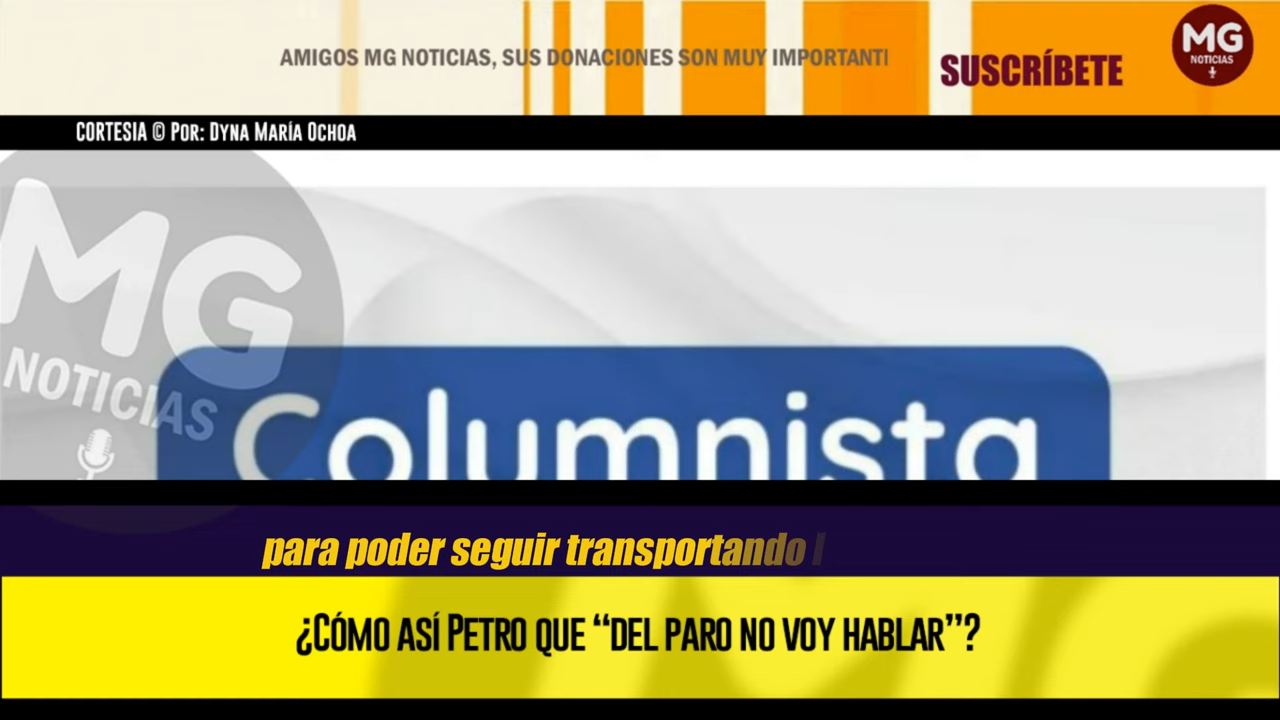 AMIGOS MG NOTICIAS, SUS DONACIONES SON MUY IMPORTANTI
SUSCRÍBETE
MG
NOTICIAS
CORTESIA © POR: DYNA MARÍA OCHOA
MG
NOTICIAS
Columnista
para poder seguir transportando
¿CÓMO ASÍ PETRO QUE “DEL PARO NO VOY HABLAR”?